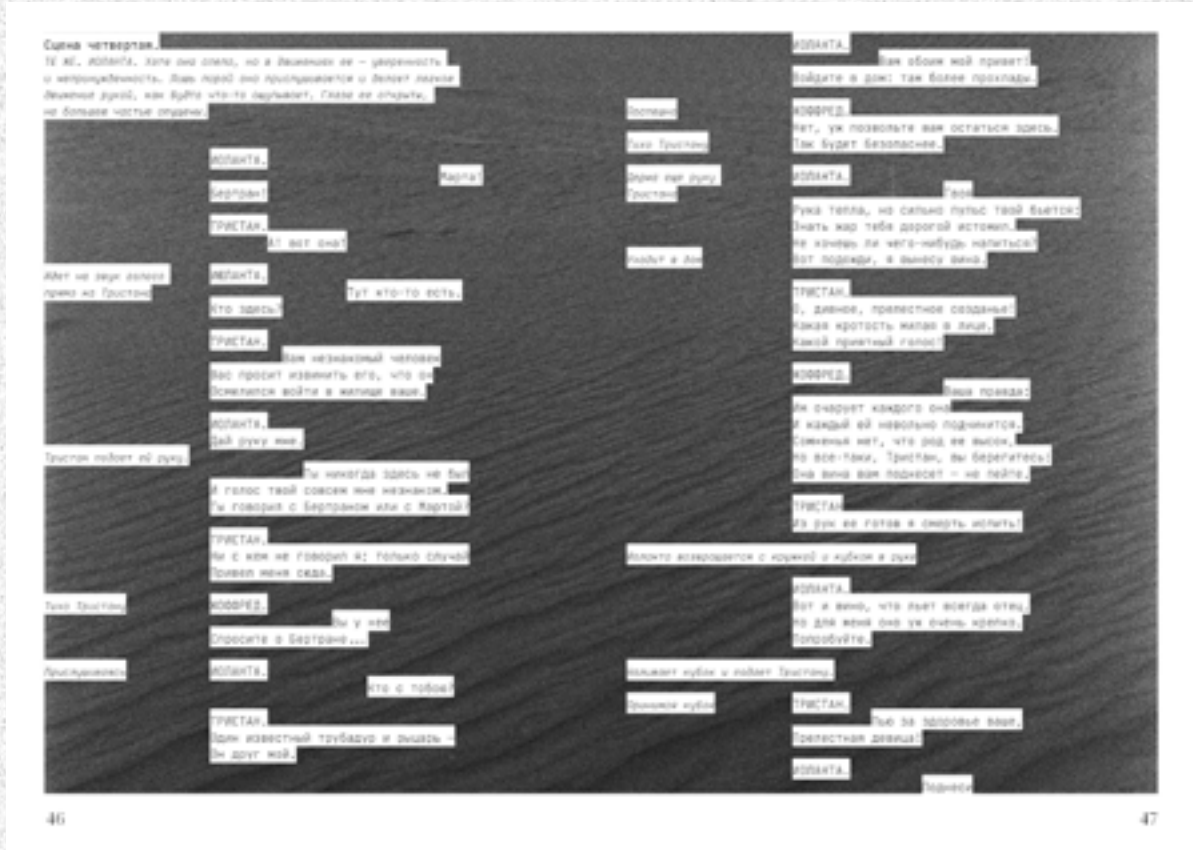 Сцена четвертая.
ТЕ ЖЕ, ИОЛАНТА. Хотя она слепа, но в движениях ее — уверенность
и непринужденность. Лишь порой она прислушивается и делает легкое
движение рукой, как будто что-то ощупывает. Глаза ее открыты,
но большею частью опущены.
ИОЛАНТА.
Марта!
Бертран!
ТРИСТАН.
А! вот она!
Идет на звук голоса
прямо на Тристана
ИОЛАНТА.
Тут кто-то есть.
Кто здесь?
ТРИСТАН.
Вам незнакомый человек
Вас просит извинить его, что он
Осмелился войти в жилище ваше.
ИОЛАНТА.
Дай руку мне.
Тристан подает ей руку.
Ты никогда здесь не был
И голос твой совсем мне незнаком.
Ты говорил с Бертраном или с Мартой?
ТРИСТАН.
Ни с кем не говорил я; только случай
Привел меня сюда.
Тихо Тристану
ЖОФФРЕД.
Вы у нее
Спросите о Бертране...
Прислушиваясь
ИОЛАНТА.
Кто с тобою?
ТРИСТАН.
Один известный трубадур и рыцарь —
Он друг мой.
46
ИОЛАНТА.
Вам обоим мой привет!
Войдите в дом: там более прохлады.
Поспешно
ЖОФФРЕД.
Нет, уж позвольте нам остаться здесь.
Тихо Тристану
Так будет безопаснее.
Держа еще руку
Тристана
ИОЛАНТА.
Твоя
Рука тепла, но сильно пульс твой бьется:
Знать жар тебя дорогой истомил.
Не хочешь ли чего-нибудь напиться?
Уходит в дом
Вот подожди, я вынесу вина.
ТРИСТАН.
О, дивное, прелестное созданье!
Какая кротость милая в лице,
Какой приятный голос!
ЖОФФРЕД.
Ваша правда:
Им очарует каждого она
И каждый ей невольно подчинится.
Сомненья нет, что род ее высок,
Но все-таки, Тристан, вы берегитесь:
Она вина вам поднесет — не пейте.
ТРИСТАН
Из рук ее готов я смерть испить!
Иоланта возвращается с кружкой и кубком в руке
ИОЛАНТА.
Вот и вино, что пьет всегда отец,
Но для меня оно уж очень крепко.
Попробуйте.
Наливает кубок и подает Тристану.
Принимая кубок
ТРИСТАН.
Пью за здоровье ваше,
Прелестная девица!
ИОЛАНТА.
Поднеси
47